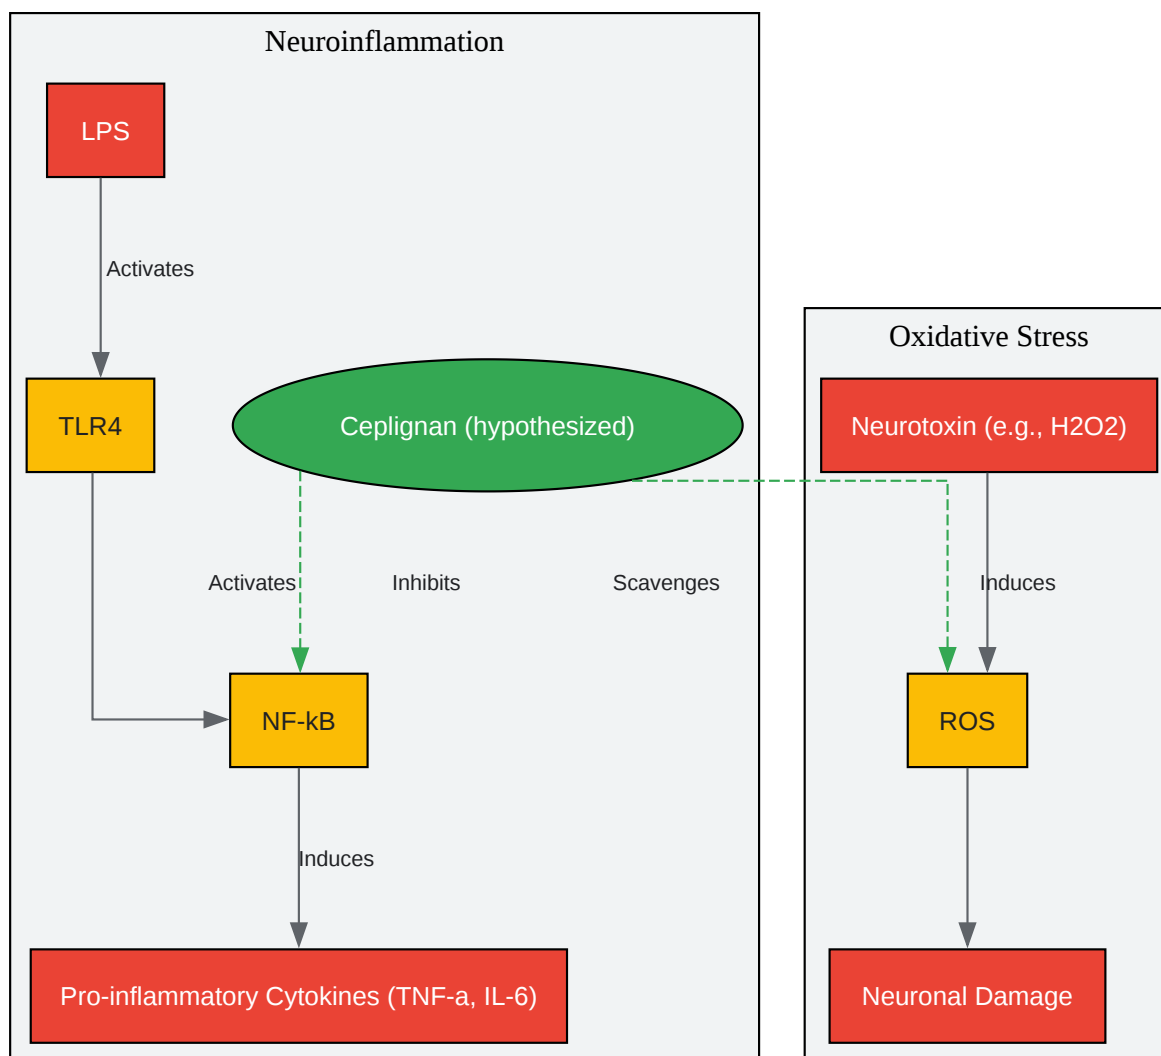 Neuroinflammation
LPS
Activates
Oxidative Stress
TLR4
Ceplignan (hypothesized)
Neurotoxin (e.g., H2O2)
Activates
Inhibits
Scavenges
Induces
NF-kB
ROS
Induces
Pro-inflammatory Cytokines (TNF-a, IL-6)
Neuronal Damage